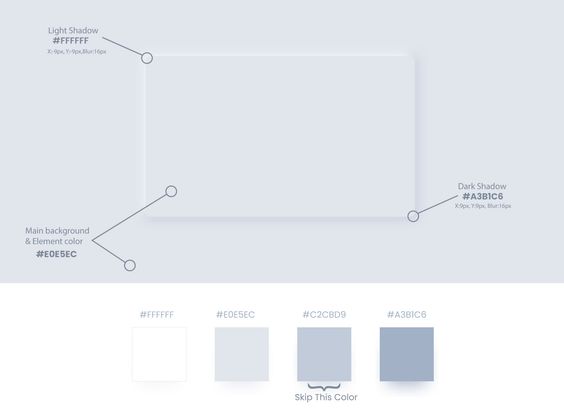 Light Shadow
#FFFFFF
X:-9px, Y:-9px,Blur:16px
Dark Shadow
#A3B1C6
X:9px, Y:9px, Blur:16px
Main background
& Element color
#E0E5EC
#FFFFFF #E0E5EC #C2CBD9 #A3B1C6
Skip This Color